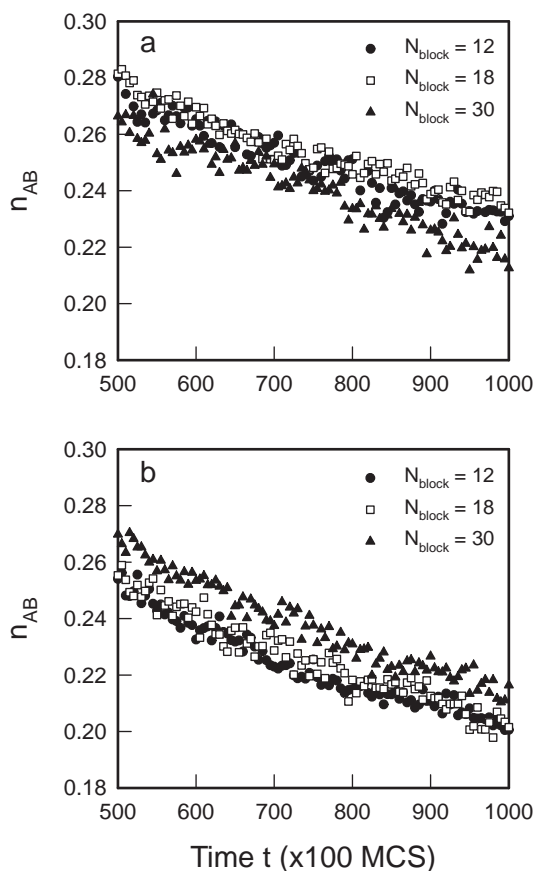 0.30
a
N_block = 12
0.28
N_block = 18
N_block = 30
0.26
n_AB
0.24
0.22
0.20
0.18
500 600 700 800 900 1000
0.30
b
N_block = 12
0.28
N_block = 18
N_block = 30
0.26
n_AB
0.24
0.22
0.20
0.18
500 600 700 800 900 1000
Time t (x100 MCS)